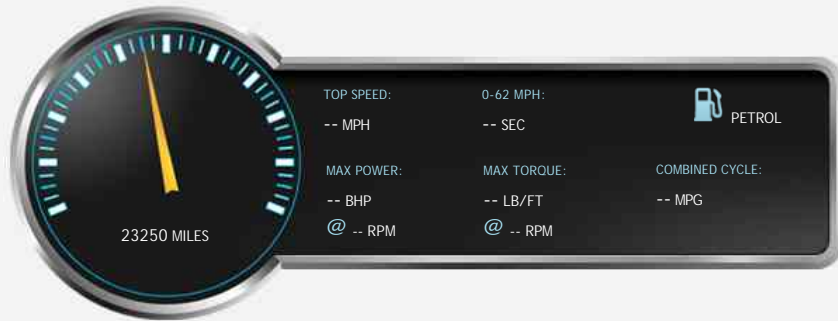 TOP SPEED:
-- MPH
0-62 MPH:
-- SEC
PETROL
MAX POWER:
-- BHP
@ -- RPM
MAX TORQUE:
-- LB/FT
@ -- RPM
COMBINED CYCLE:
-- MPG
23250 MILES